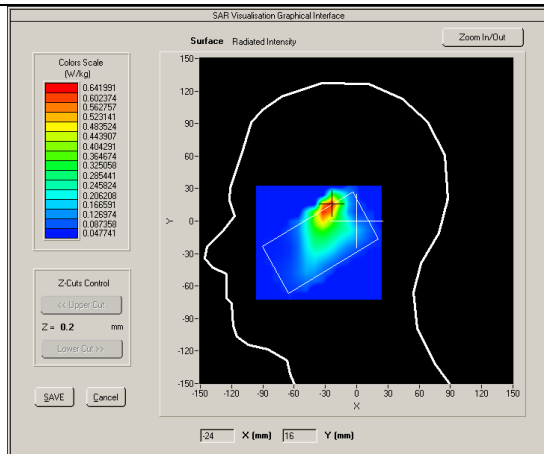 SAR Visualisation Graphical Interface
Surface Radiated Intensity
Zoom In/Out
Colors Scale
(W/kg)
0.641991
0.602374
0.562757
0.523141
0.483524
0.443907
0.404291
0.364674
0.325058
0.285441
0.245824
0.206208
0.166591
0.126974
0.087358
0.047741
Z-Cuts Control
<< Upper Cut
Z = 0.2 mm
Lower Cut >>
SAVE
Cancel
150
120
90
60
30
0
-30
-60
-90
-120
-150
Y
-150 -120 -90 -60 -30 0 30 60 90 120 150
X
-24 X (mm) 16 Y (mm)